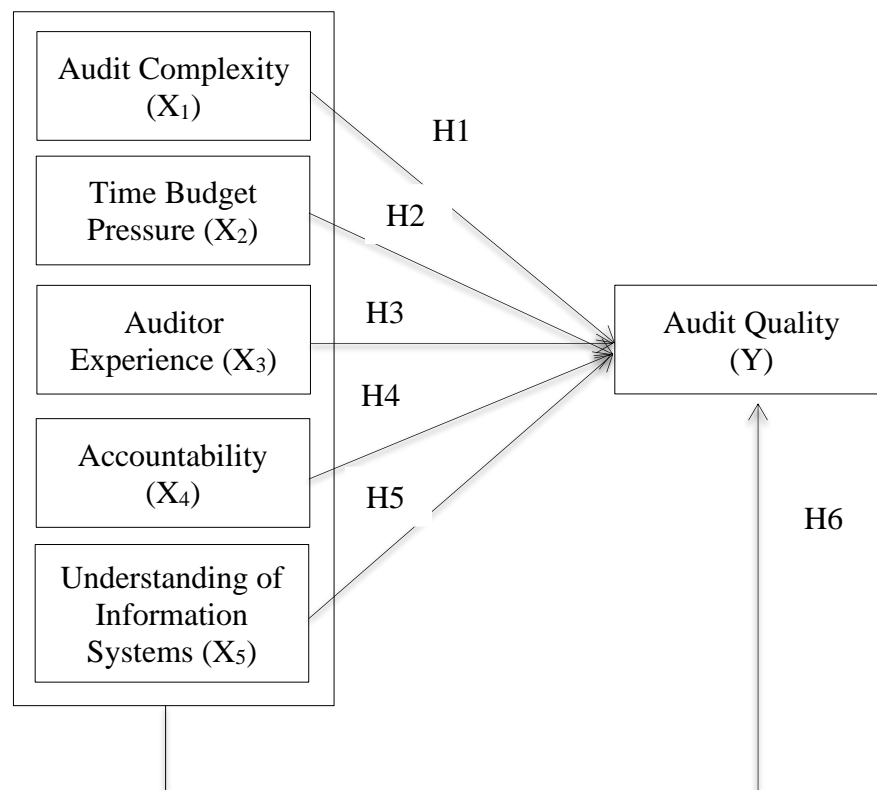 Audit Complexity
(X₁)
H1
Time Budget
Pressure (X₂)
H2
Auditor
Experience (X₃)
H3
Audit Quality
(Y)
H4
Accountability
(X₄)
H5
H6
Understanding of
Information
Systems (X₅)